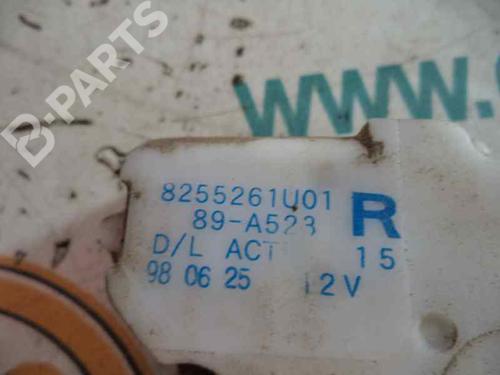 B-PARTS
WWW.
8255261U01
89-A523 R
D/L ACT 15
98 06 25 12V